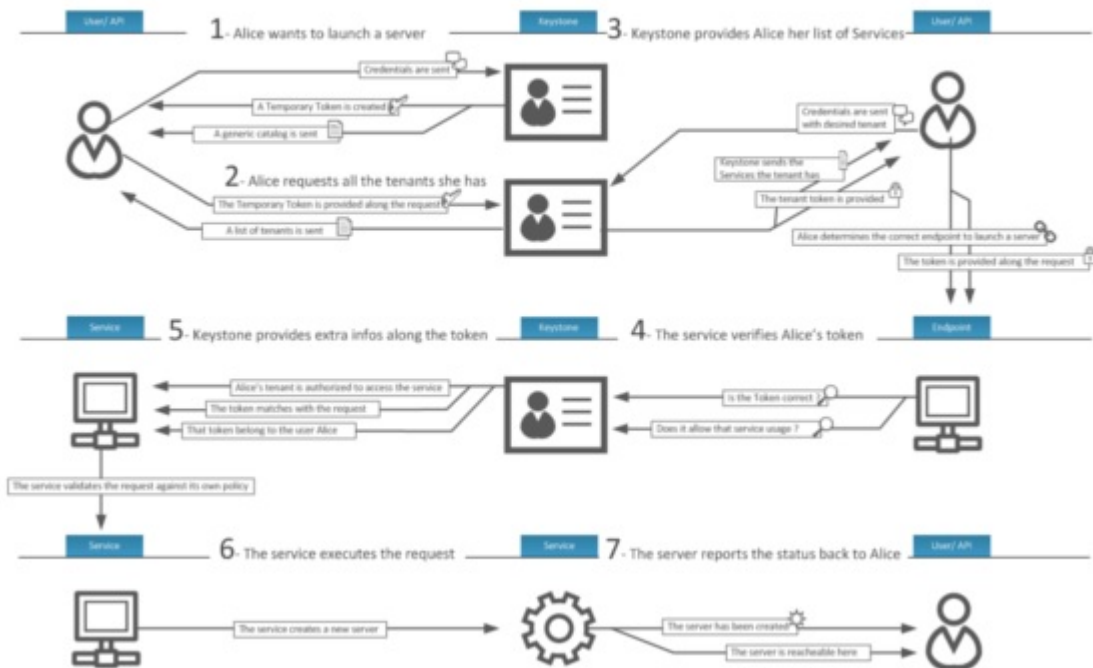 User/ API
1- Alice wants to launch a server
Keystone
3- Keystone provides Alice her list of Services
User/ API
Credentials are sent
A Temporary Token is created
A generic catalog is sent
Credentials are sent
with desired tenant
2- Alice requests all the tenants she has
Keystone sends the
Services the tenant has
The Temporary Token is provided along the request
The tenant token is provided
A list of tenants is sent
Alice determines the correct endpoint to launch a server
The token is provided along the request
Service
5- Keystone provides extra infos along the token
Keystone
4- The service verifies Alice's token
Endpoint
Alice's tenant is authorized to access the service
The token matches with the request
That token belong to the user Alice
Is the Token correct ?
Does it allow that service usage ?
The service validates the request against its own policy
Service
6- The service executes the request
Service
7- The server reports the status back to Alice
User/ API
The service creates a new server
The server has been created
The server is reacheable here